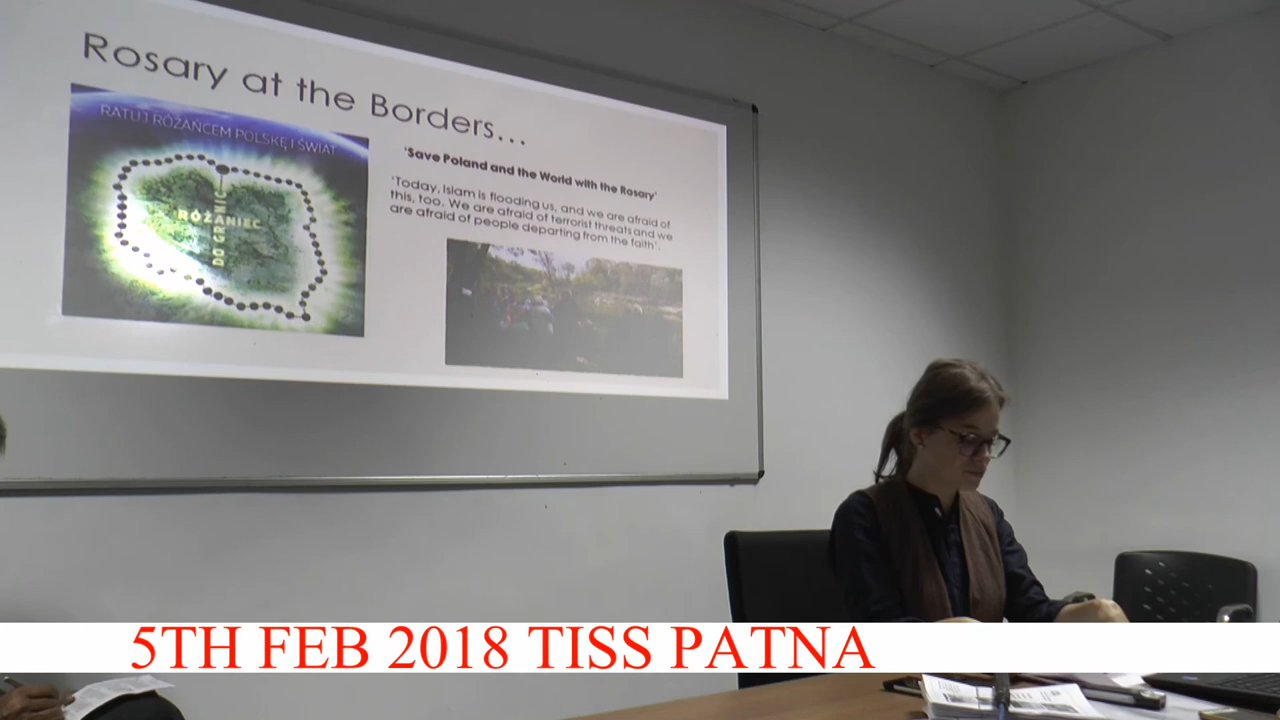 Rosary at the Borders...
RATUJ RÓŻAŃCEM POLSKĘ I ŚWIAT
RÓŻANIEC
DO GRANIC
'Save Poland and the World with the Rosary'
'Today, Islam is flooding us, and we are afraid of
this, too. We are afraid of terrorist threats and we
are afraid of people departing from the faith'.
5TH FEB 2018 TISS PATNA